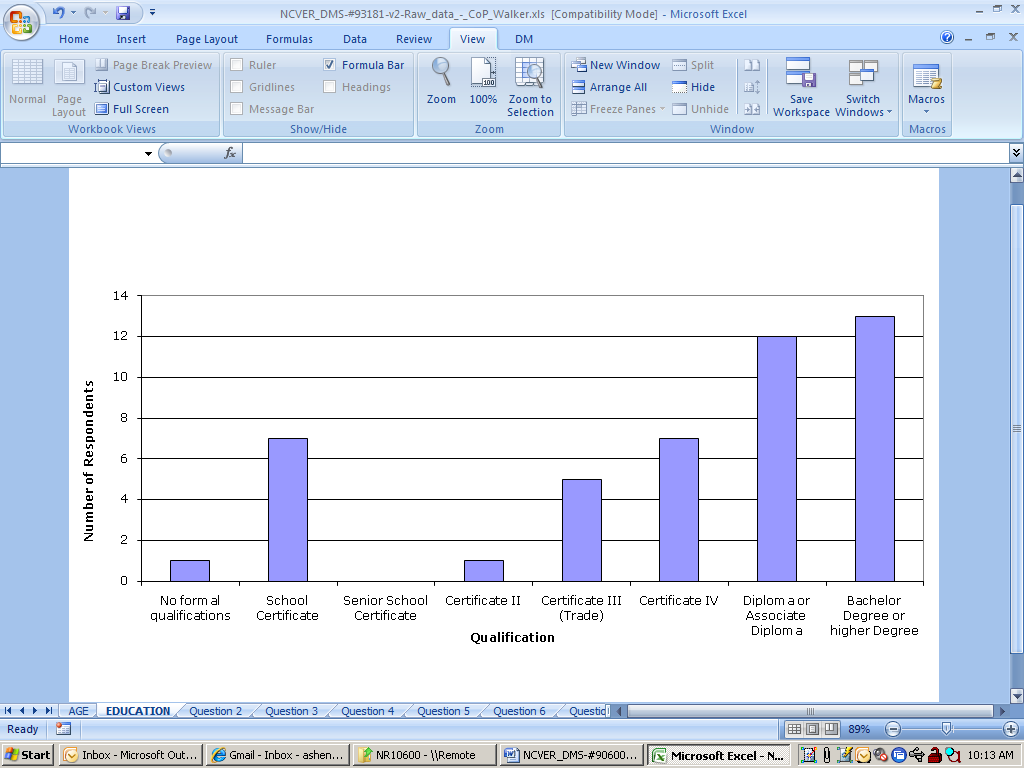 NCVER_DMS-#93181-v2-Raw_data_-_CoP_Walker.xls [Compatibility Mode] - Microsoft Excel
Home Insert Page Layout Formulas Data Review View DM
Normal
Page Layout
Page Break Preview
Custom Views
Full Screen
Workbook Views
Ruler
Gridlines
Message Bar
Formula Bar
Headings
Show/Hide
Zoom
100%
Zoom to Selection
Zoom
New Window
Arrange All
Freeze Panes
Split
Hide
Unhide
Save Workspace
Switch Windows
Window
Macros
Macros
fx
Number of Respondents
14
12
10
8
6
4
2
0
No formal qualifications
School Certificate
Senior School Certificate
Certificate II
Certificate III (Trade)
Certificate IV
Diploma or Associate Diploma
Bachelor Degree or higher Degree
Qualification
AGE EDUCATION Question 2 Question 3 Question 4 Question 5 Question 6 Questio
Ready 89%
Start Inbox - Microsoft Out... Gmail - Inbox - ashen... NR10600 - \\Remote NCVER_DMS-#90600... Microsoft Excel - N... 10:13 AM